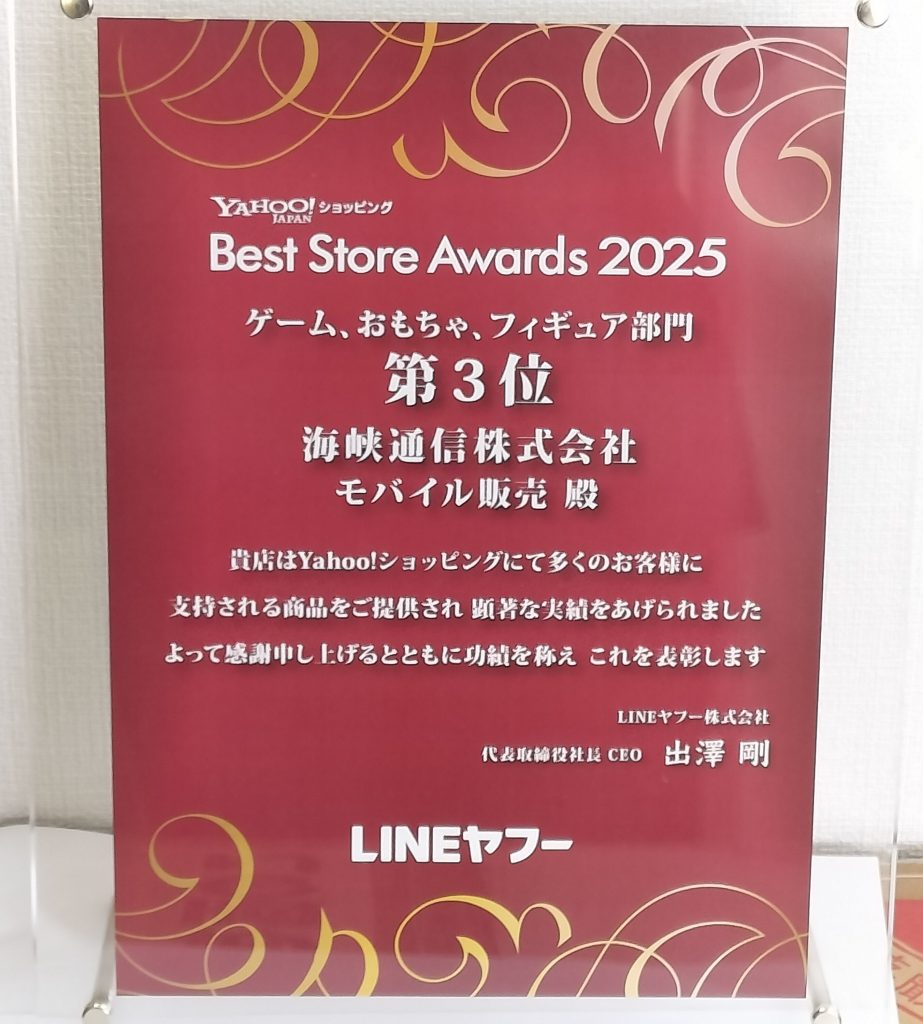 YAHOO! JAPAN ショッピング
Best Store Awards 2025
ゲーム、おもちゃ、フィギュア部門
第3位
海峡通信株式会社
モバイル販売 殿
貴店はYahoo!ショッピングにて多くのお客様に
支持される商品をご提供され 顕著な実績をあげられました
よって感謝申し上げるとともに功績を称え これを表彰します
LINEヤフー株式会社
代表取締役社長 CEO 出澤 剛
LINEヤフー